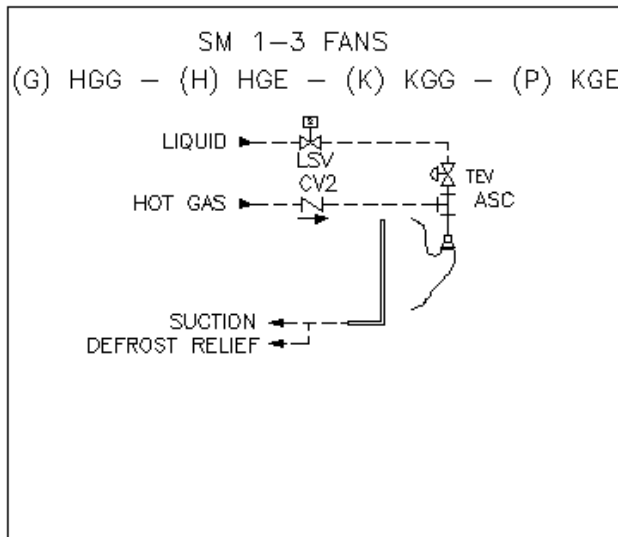 SM 1-3 FANS
(G) HGG - (H) HGE - (K) KGG - (P) KGE
LIQUID
LSV
TEV
CV2
ASC
HOT GAS
SUCTION
DEFROST RELIEF